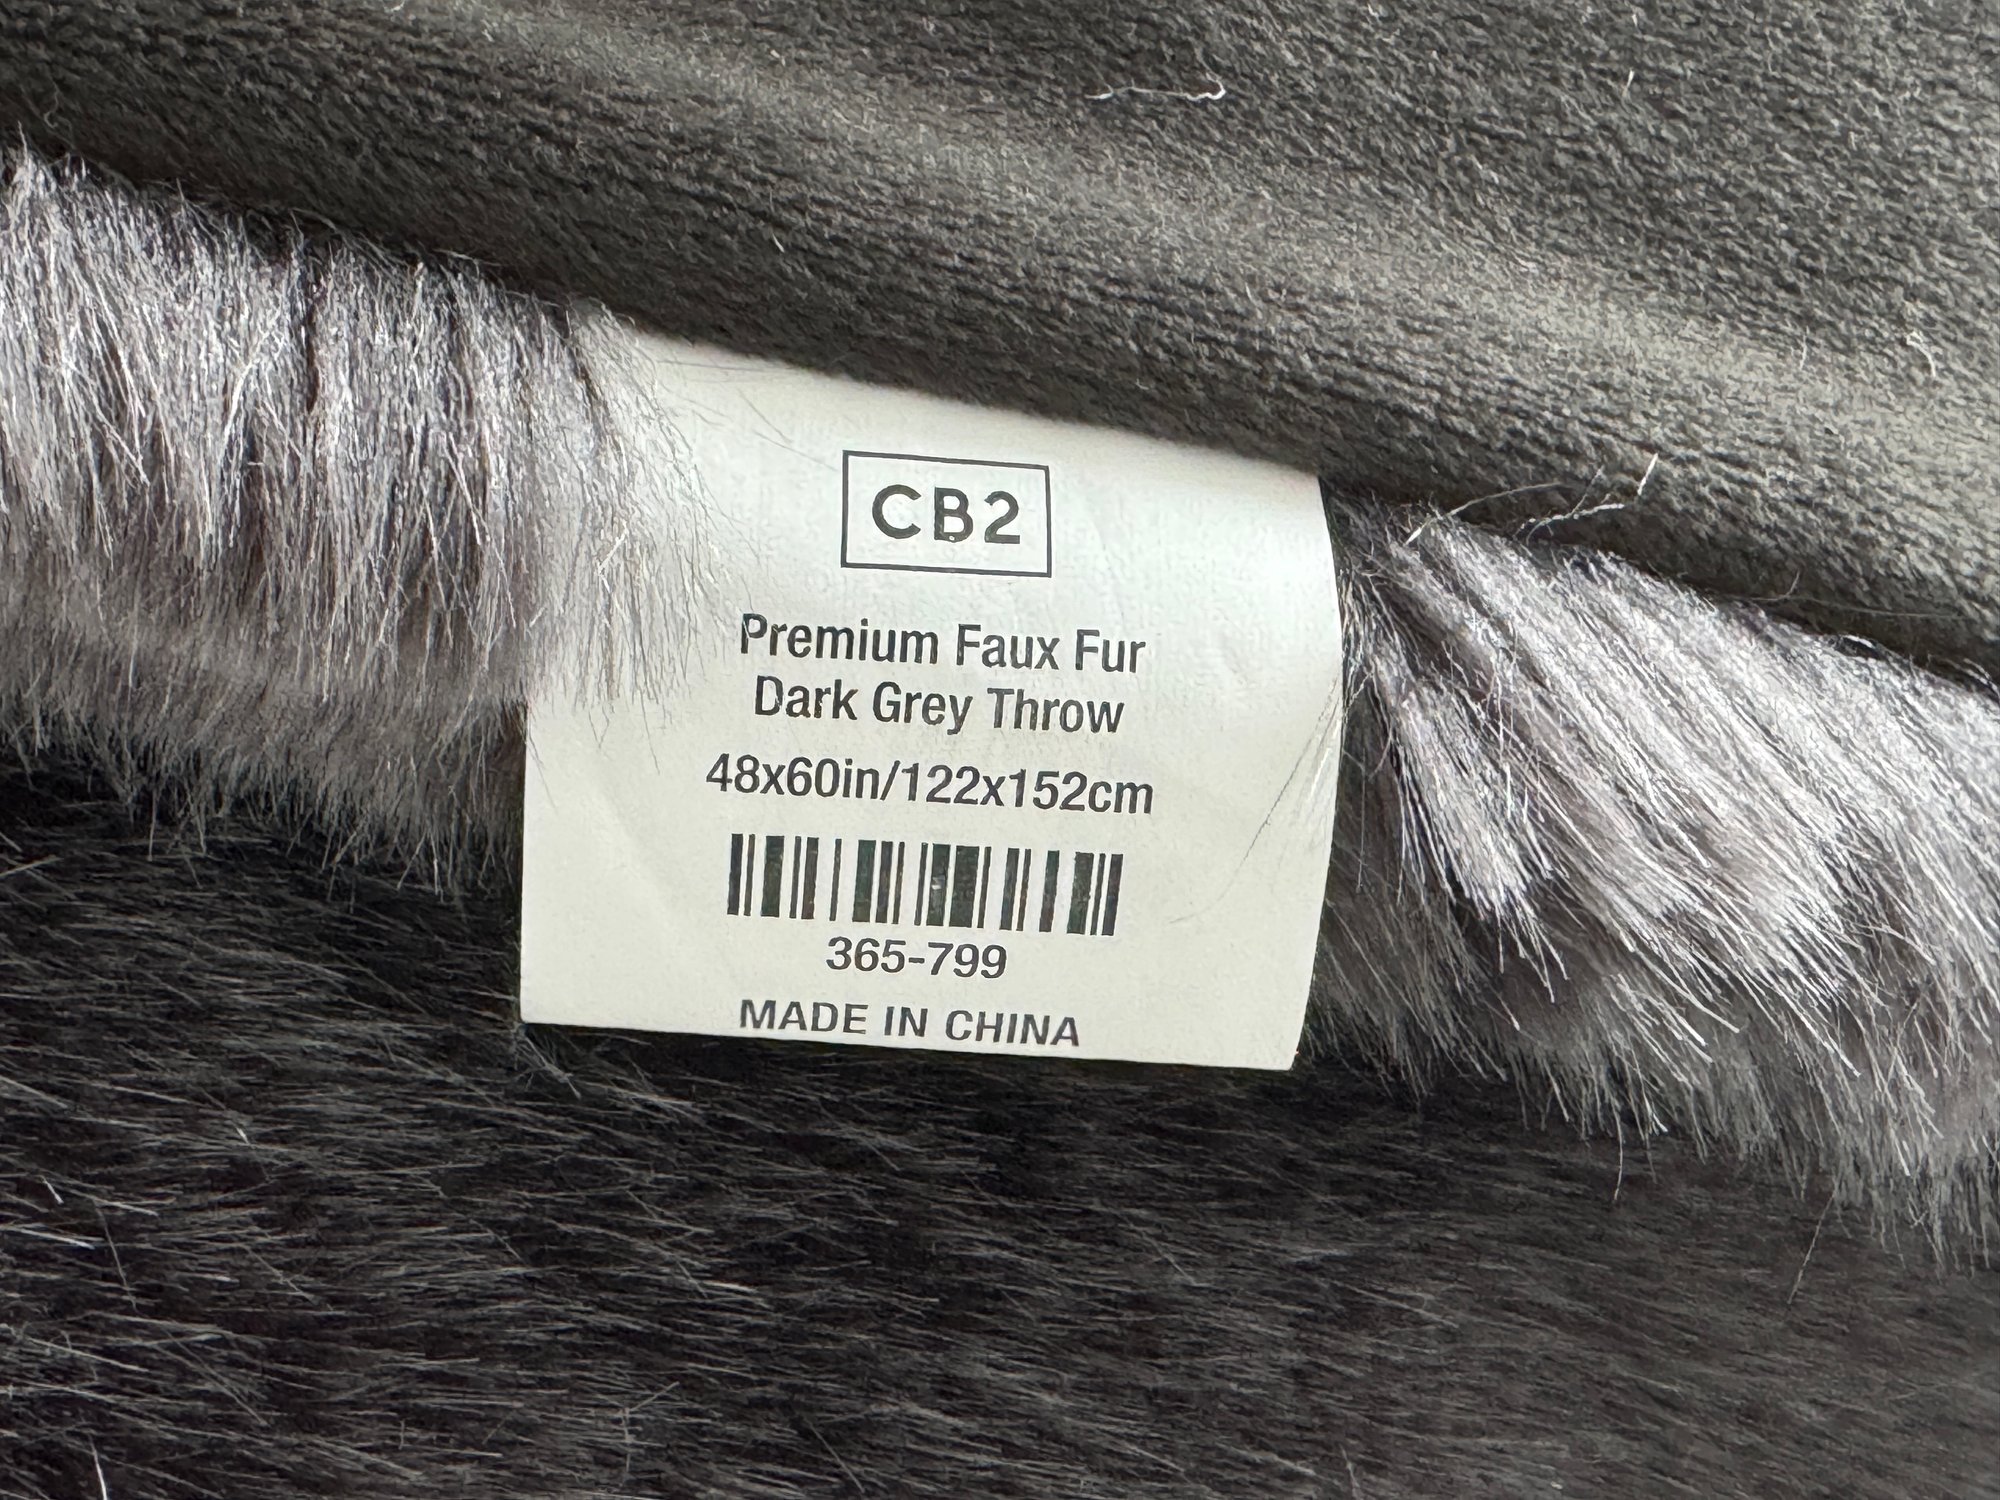 CB2
Premium Faux Fur
Dark Grey Throw
48x60in/122x152cm
365-799
MADE IN CHINA